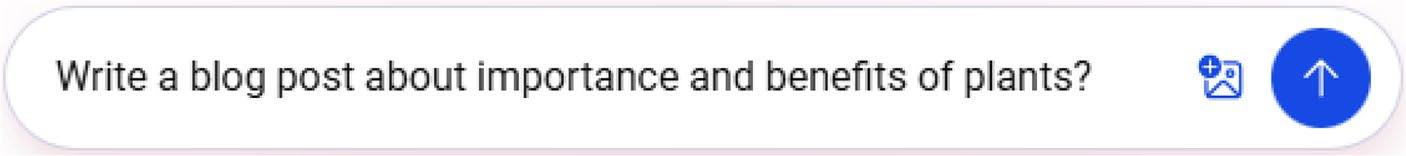 Write a blog post about importance and benefits of plants?